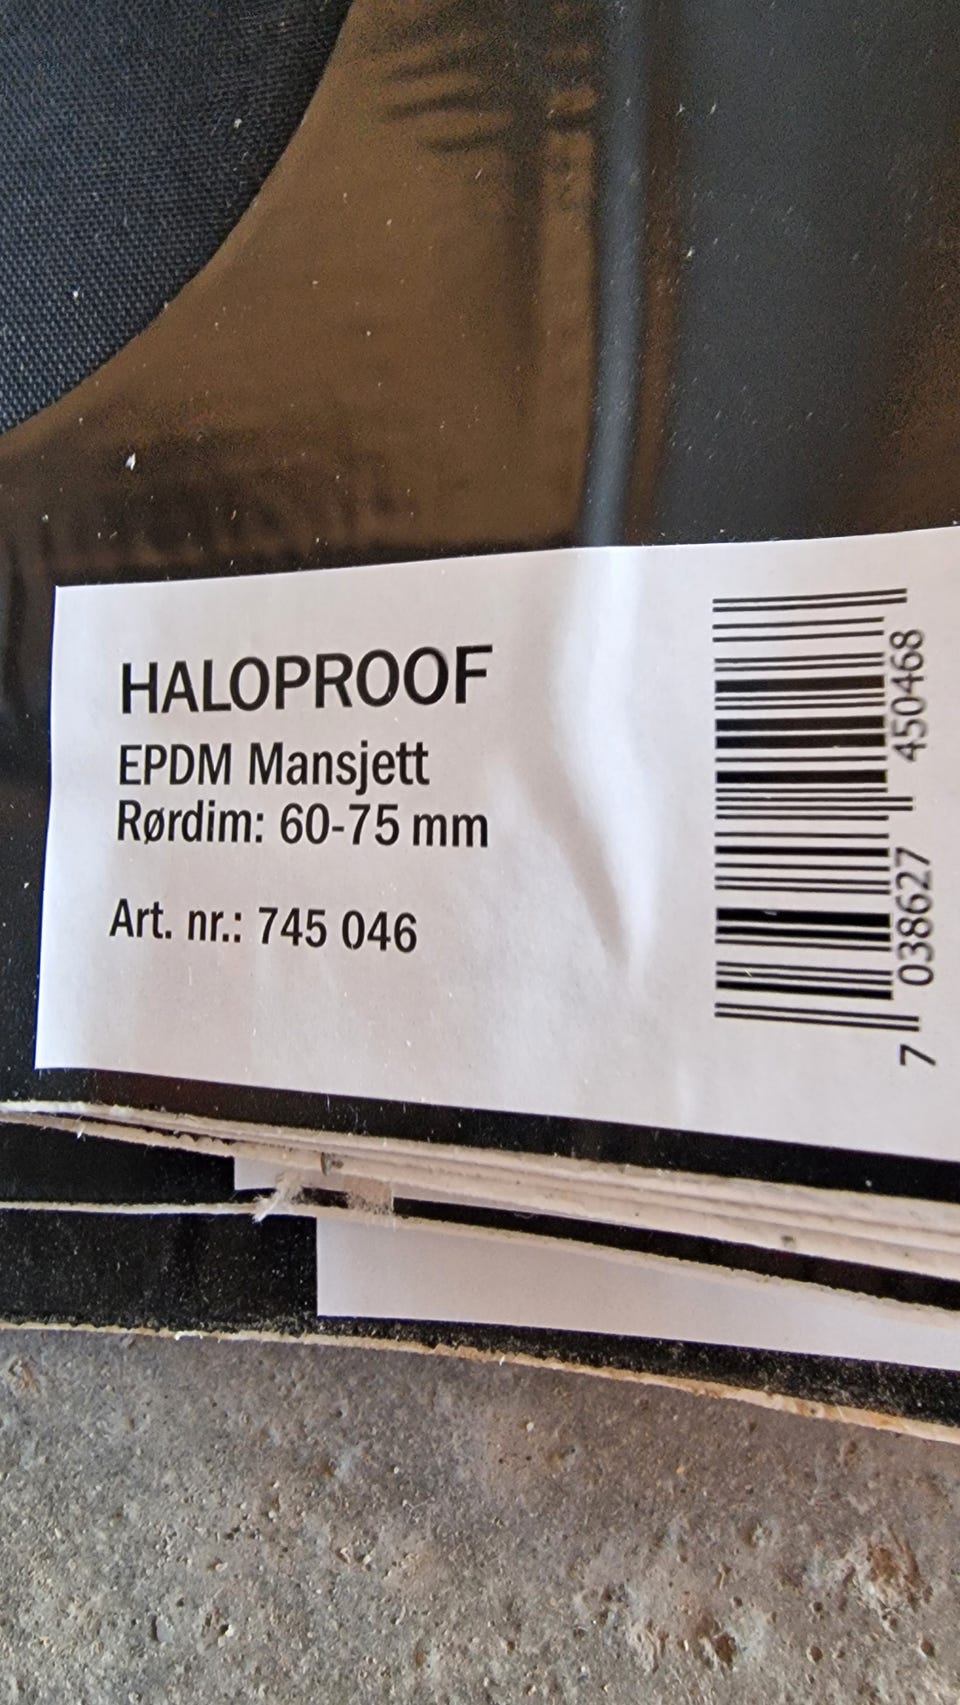 HALOPROOF
EPDM Mansjett
Rørdim: 60-75 mm
Art. nr.: 745 046
7 038627 450468